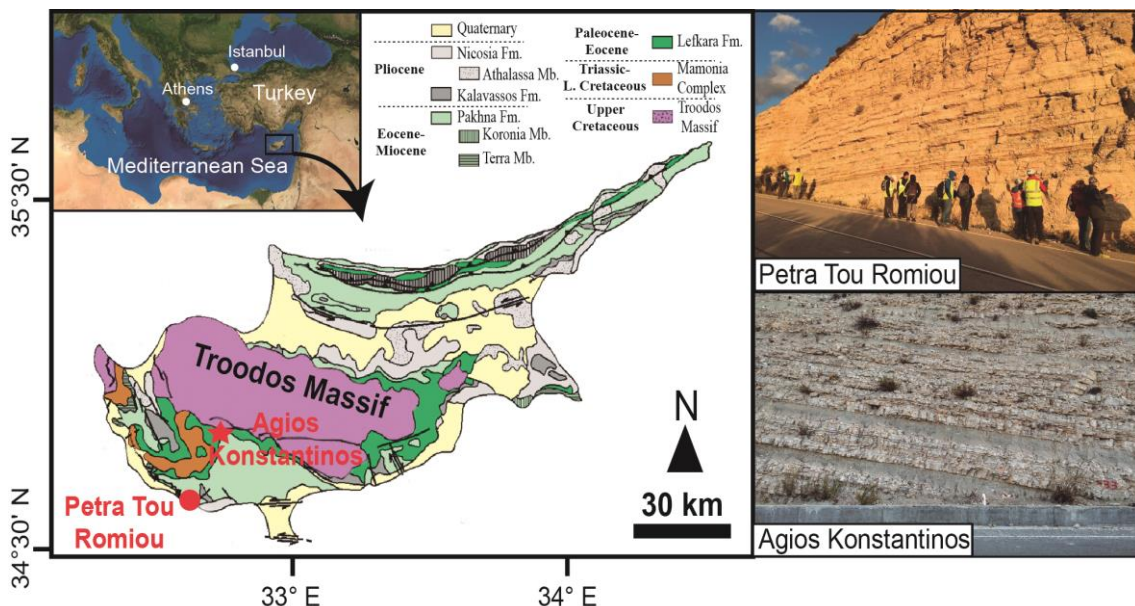 Istanbul
Athens
Turkey
Mediterranean Sea
Quaternary
Pliocene
Nicosia Fm.
Athalassa Mb.
Kalavassos Fm.
Eocene-
Miocene
Pakhna Fm.
Koronia Mb.
Terra Mb.
Paleocene-
Eocene
Lefkara Fm.
Triassic-
L. Cretaceous
Mamonia
Complex
Upper
Cretaceous
Troodos
Massif
35°30' N
34°30' N
33° E
34° E
Troodos Massif
Agios
Konstantinos
Petra Tou
Romiou
N
30 km
Petra Tou Romiou
Agios Konstantinos